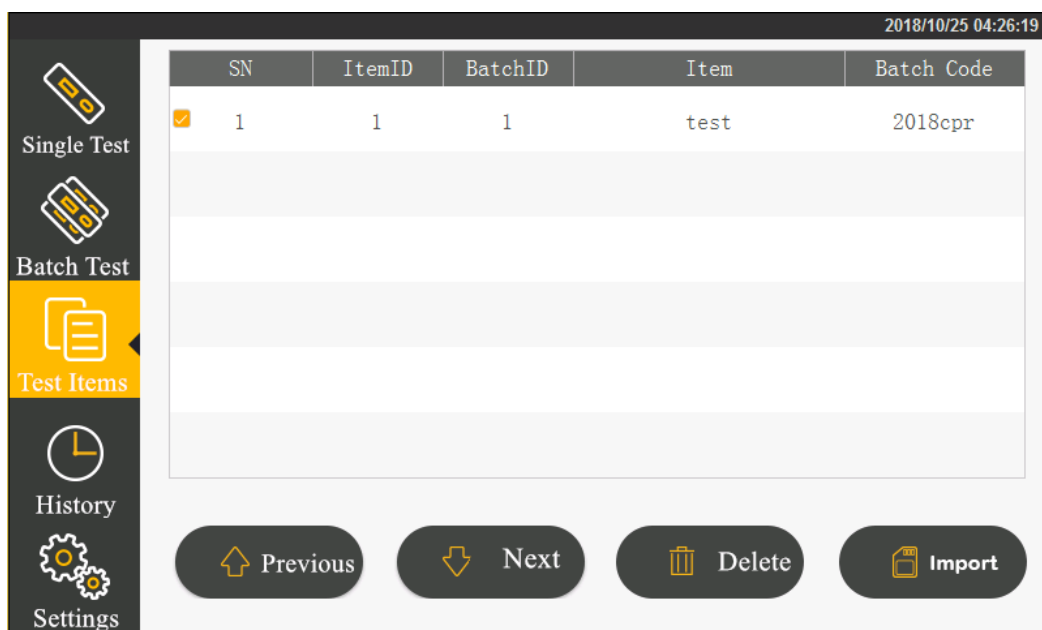 2018/10/25 04:26:19
Single Test
Batch Test
Test Items
History
Settings
SN ItemID BatchID Item Batch Code
1 1 1 test 2018cpr
Previous Next Delete Import